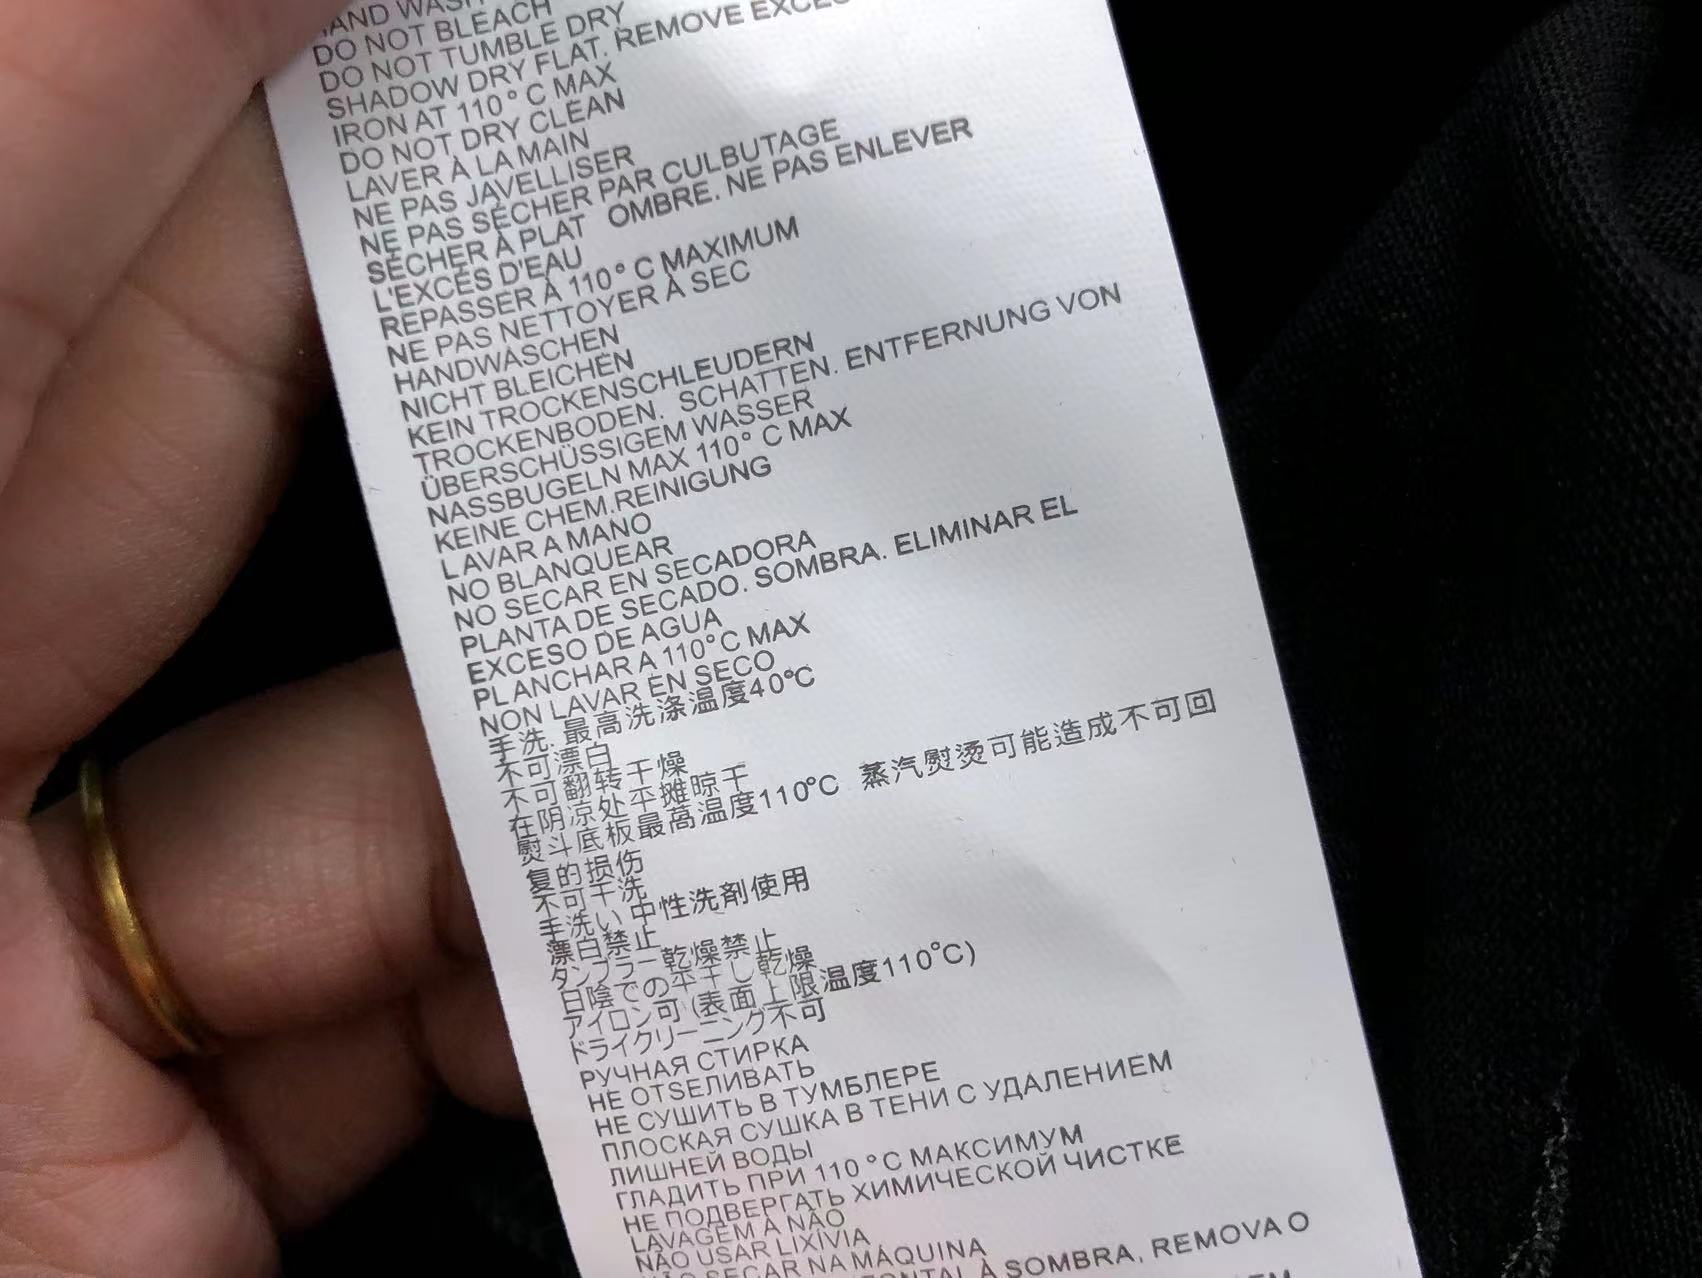 HAND WASH
DO NOT BLEACH
DO NOT TUMBLE DRY
SHADOW DRY FLAT. REMOVE EXCESS
IRON AT 110°C MAX
DO NOT DRY CLEAN
LAVER À LA MAIN
NE PAS JAVELLISER
NE PAS SÉCHER PAR CULBUTAGE
SÉCHER À PLAT OMBRE. NE PAS ENLEVER
L'EXCÉS D'EAU
REPASSER À 110°C MAXIMUM
NE PAS NETTOYER À SEC
HANDWASCHEN
NICHT BLEICHEN
KEIN TROCKENSCHLEUDERN
TROCKENBODEN. SCHATTEN. ENTFERNUNG VON
ÜBERSCHÜSSIGEM WASSER
NASSBUGELN MAX 110°C MAX
KEINE CHEM.REINIGUNG
LAVAR A MANO
NO BLANQUEAR
NO SECAR EN SECADORA
PLANTA DE SECADO. SOMBRA. ELIMINAR EL
EXCESO DE AGUA
PLANCHAR A 110°C MAX
NON LAVAR EN SECO
手洗. 最高洗涤温度40℃
不可漂白
不可翻转干燥
在阴凉处平摊晾干
熨斗底板最高温度110℃ 蒸汽熨烫可能造成不可回
复的损伤
不可干洗
手洗い 中性洗剤使用
漂白禁止
タンブラー乾燥禁止
日陰での平干し乾燥
アイロン可 (表面上限温度110℃)
ドライクリーニング不可
РУЧНАЯ СТИРКА
НЕ OTSEЛИВАТЬ
НЕ СУШИТЬ В ТУМБЛЕРЕ
ПЛОСКАЯ СУШКА В ТЕНИ С УДАЛЕНИЕМ
ЛИШНЕЙ ВОДЫ
ГЛАДИТЬ ПРИ 110°C МАКСИМУМ
НЕ ПОДВЕРГАТЬ ХИМИЧЕСКОЙ ЧИСТКЕ
LAVAGEM À NÃO
NÃO USAR LIXÍVIA
NÃO SECAR NA MÁQUINA
À SOMBRA, REMOVA O